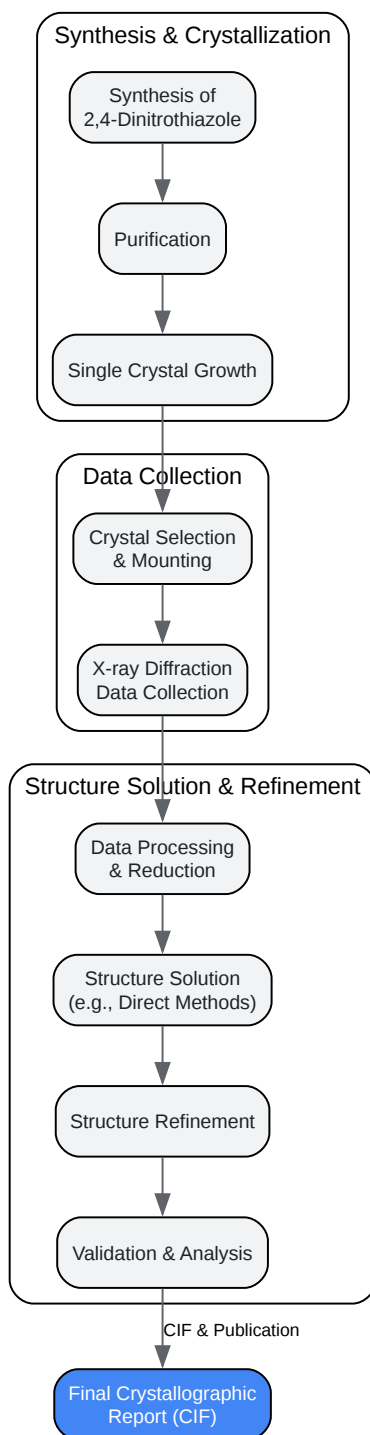 Synthesis & Crystallization
Synthesis of
2,4-Dinitrothiazole
Purification
Single Crystal Growth
Data Collection
Crystal Selection
& Mounting
X-ray Diffraction
Data Collection
Structure Solution & Refinement
Data Processing
& Reduction
Structure Solution
(e.g., Direct Methods)
Structure Refinement
Validation & Analysis
CIF & Publication
Final Crystallographic
Report (CIF)